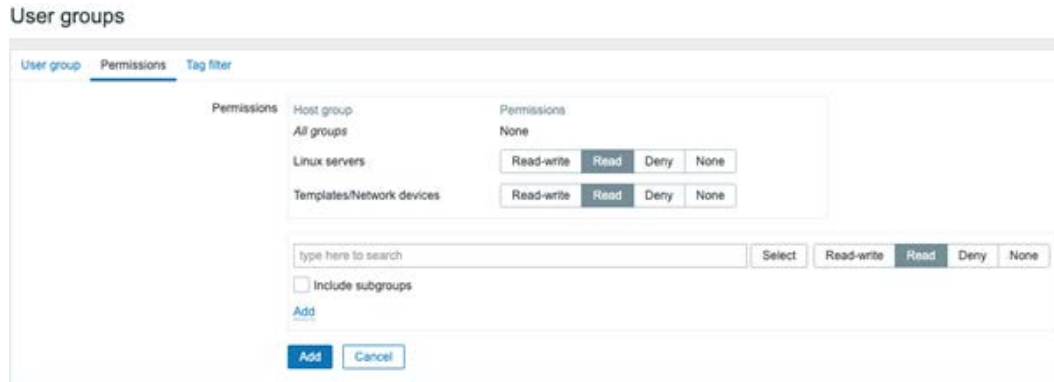 User groups
User group Permissions Tag filter
Permissions Host group Permissions
All groups None
Linux servers Read-write Read Deny None
Templates/Network devices Read-write Read Deny None
type here to search Select Read-write Read Deny None
Include subgroups
Add
Add Cancel